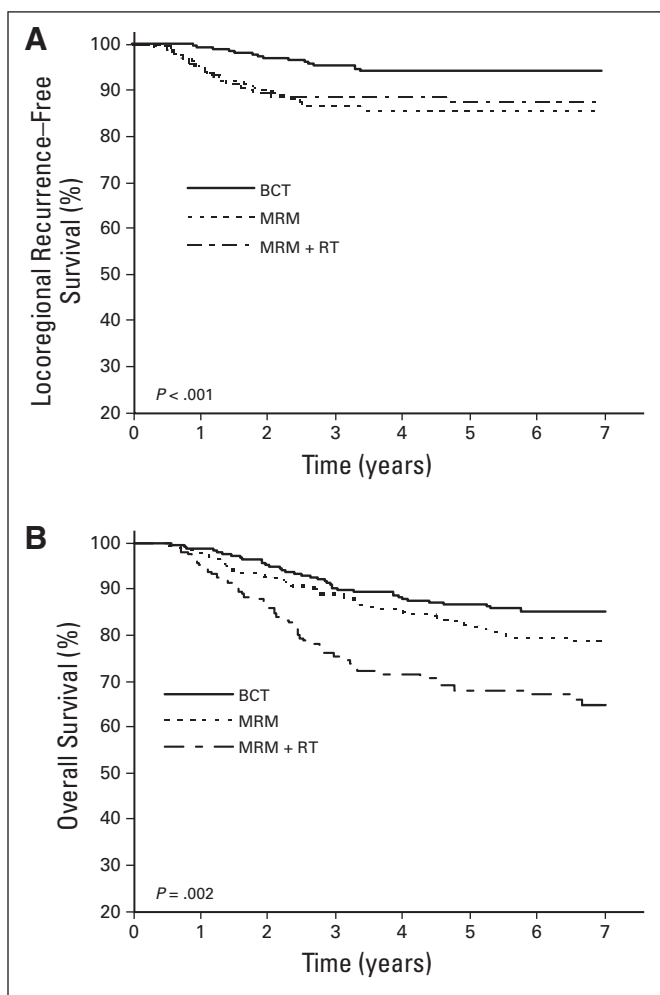 A
Locoregional Recurrence–Free
Survival (%)
100
90
80
70
60
50
40
30
20
BCT
MRM
MRM + RT
P < .001
0 1 2 3 4 5 6 7
Time (years)
B
Overall Survival (%)
100
90
80
70
60
50
40
30
20
BCT
MRM
MRM + RT
P = .002
0 1 2 3 4 5 6 7
Time (years)